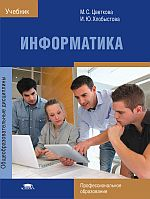 Учебник
М.С. Цветкова
И.Ю. Хлобыстова
ИНФОРМАТИКА
Общеобразовательные дисциплины
Профессиональное
образование